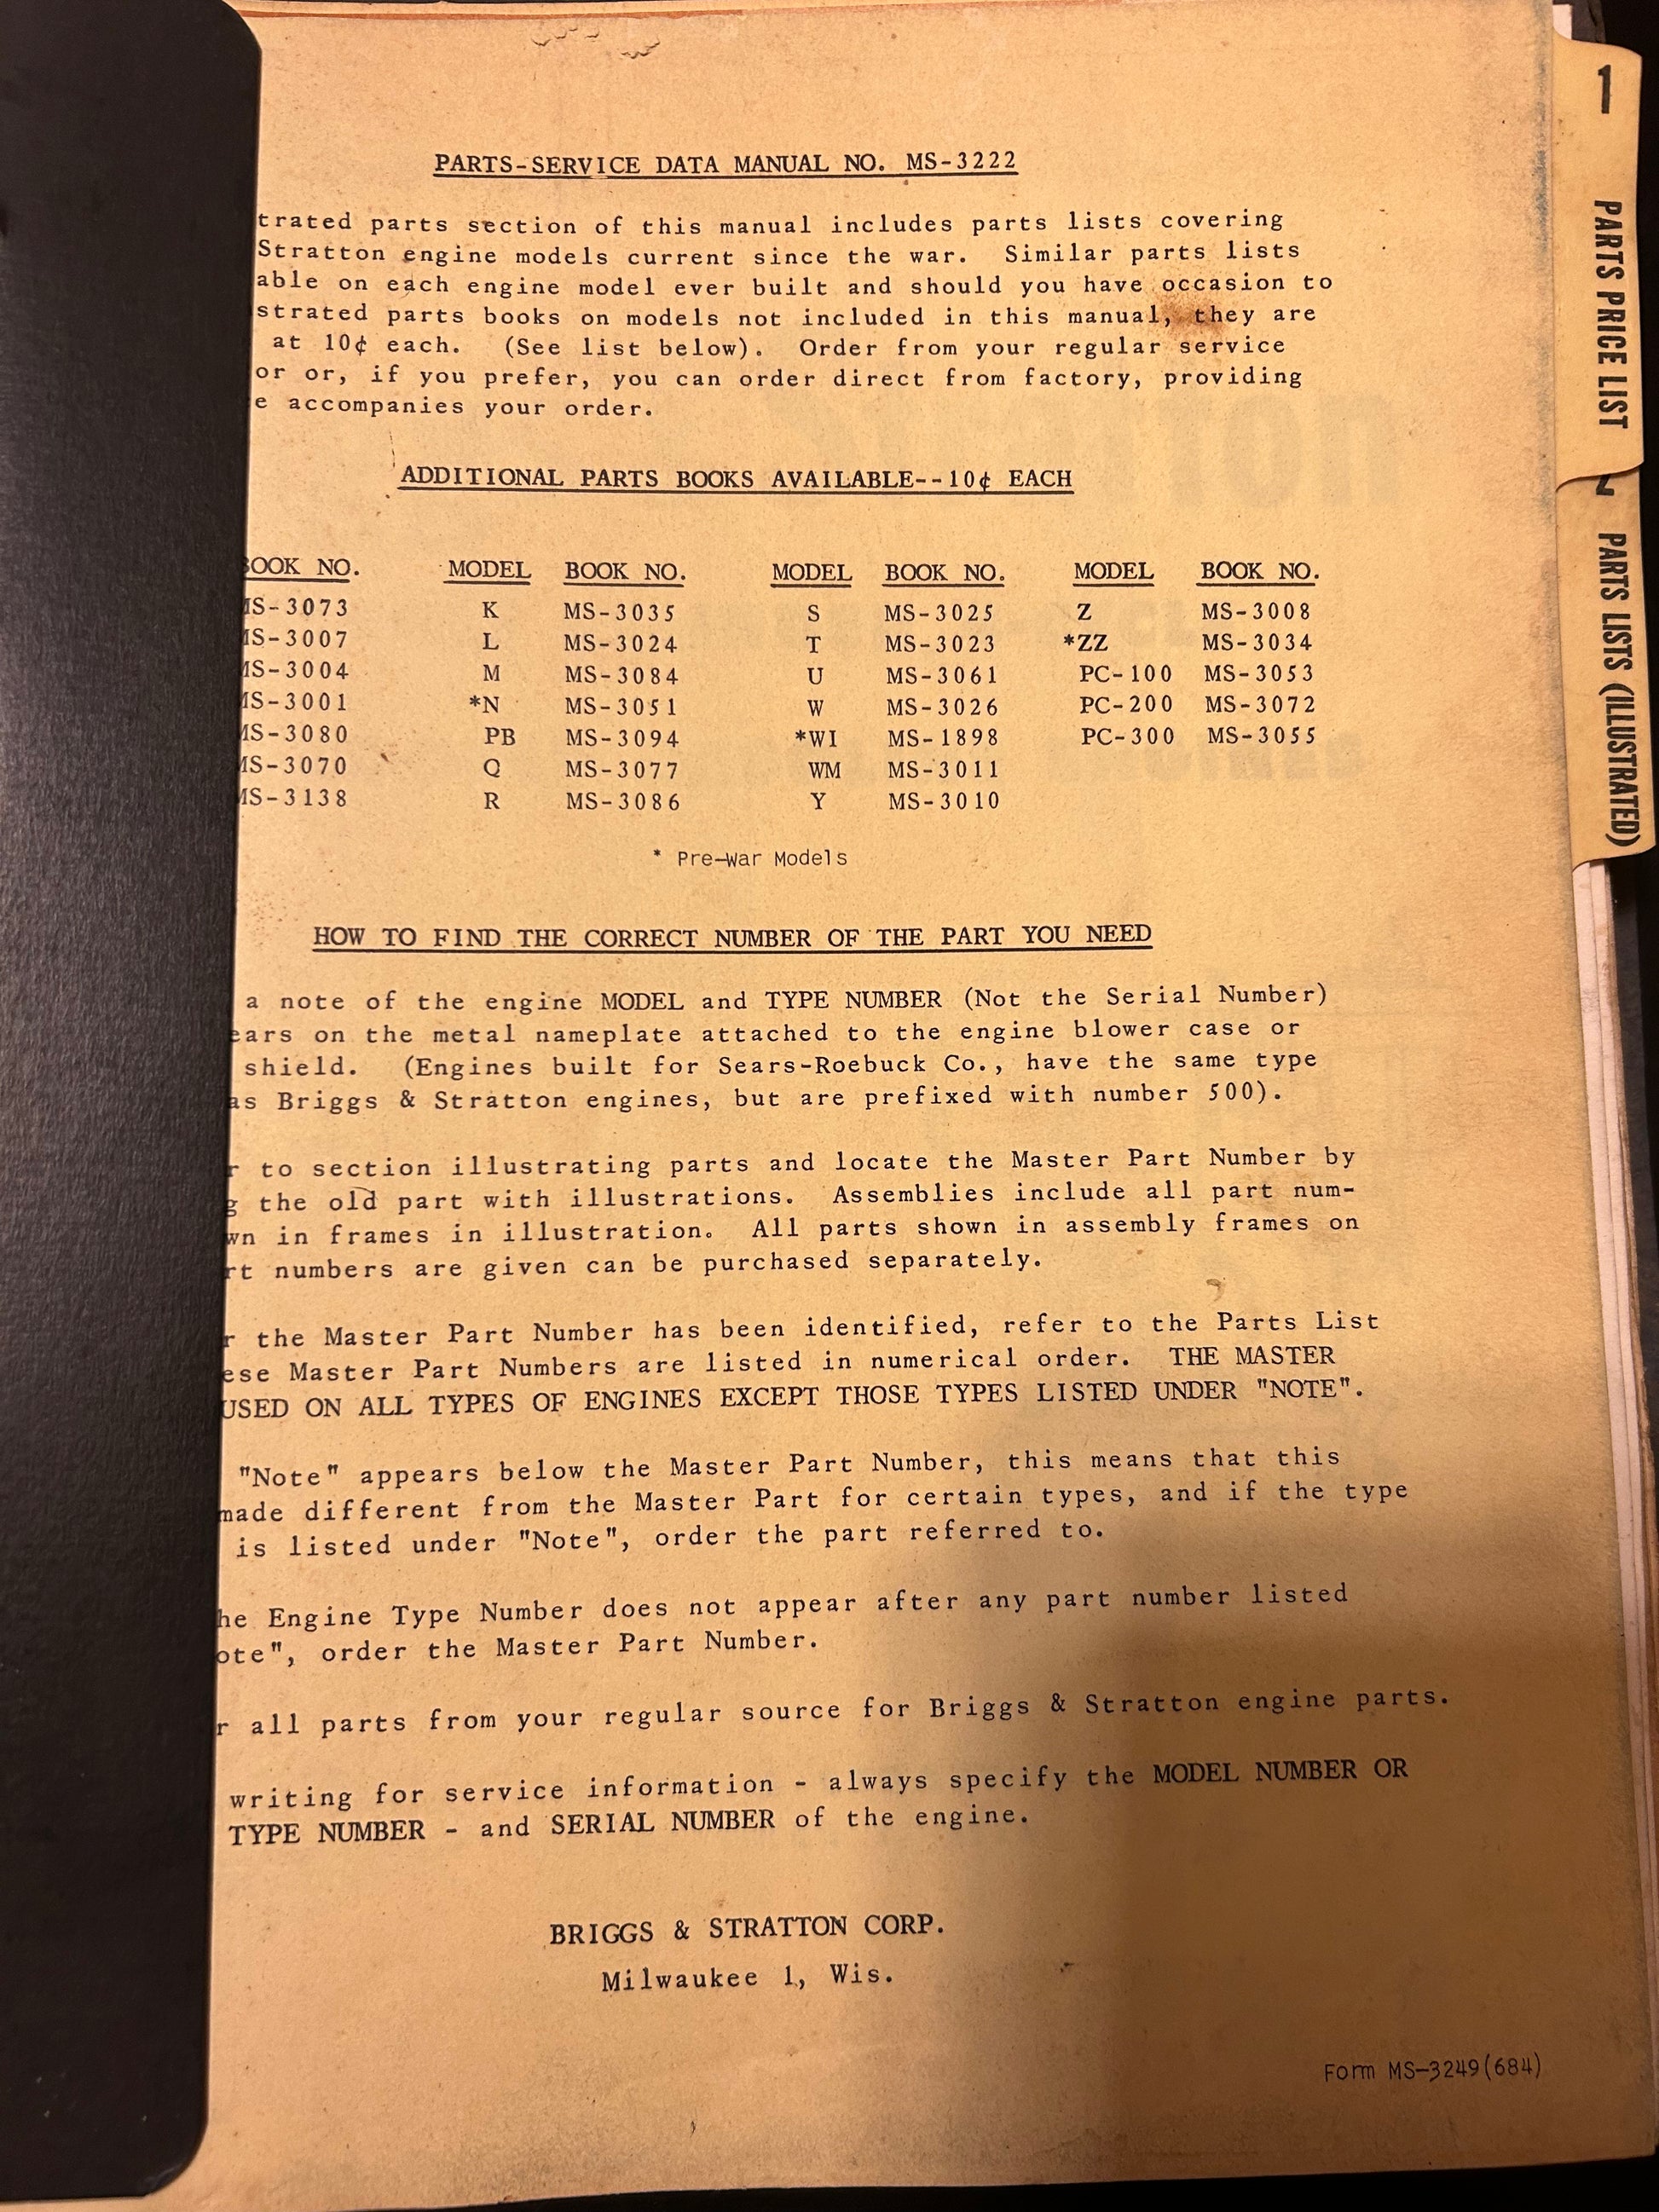 PARTS-SERVICE DATA MANUAL NO. MS-3222
trated parts section of this manual includes parts lists covering
Stratton engine models current since the war. Similar parts lists
able on each engine model ever built and should you have occasion to
strated parts books on models not included in this manual, they are
at 10¢ each. (See list below). Order from your regular service
or or, if you prefer, you can order direct from factory, providing
e accompanies your order.
ADDITIONAL PARTS BOOKS AVAILABLE--10¢ EACH
BOOK NO. MODEL BOOK NO. MODEL BOOK NO. MODEL BOOK NO.
MS-3073 K MS-3035 S MS-3025 Z MS-3008
MS-3007 L MS-3024 T MS-3023 *ZZ MS-3034
MS-3004 M MS-3084 U MS-3061 PC-100 MS-3053
MS-3001 *N MS-3051 W MS-3026 PC-200 MS-3072
MS-3080 PB MS-3094 *WI MS-1898 PC-300 MS-3055
MS-3070 Q MS-3077 WM MS-3011
MS-3138 R MS-3086 Y MS-3010
* Pre-War Models
HOW TO FIND THE CORRECT NUMBER OF THE PART YOU NEED
a note of the engine MODEL and TYPE NUMBER (Not the Serial Number)
ears on the metal nameplate attached to the engine blower case or
shield. (Engines built for Sears-Roebuck Co., have the same type
as Briggs & Stratton engines, but are prefixed with number 500).
r to section illustrating parts and locate the Master Part Number by
g the old part with illustrations. Assemblies include all part num-
wn in frames in illustration. All parts shown in assembly frames on
rt numbers are given can be purchased separately.
r the Master Part Number has been identified, refer to the Parts List
ese Master Part Numbers are listed in numerical order. THE MASTER
USED ON ALL TYPES OF ENGINES EXCEPT THOSE TYPES LISTED UNDER "NOTE".
"Note" appears below the Master Part Number, this means that this
made different from the Master Part for certain types, and if the type
is listed under "Note", order the part referred to.
he Engine Type Number does not appear after any part number listed
ote", order the Master Part Number.
r all parts from your regular source for Briggs & Stratton engine parts.
writing for service information - always specify the MODEL NUMBER OR
TYPE NUMBER - and SERIAL NUMBER of the engine.
BRIGGS & STRATTON CORP.
Milwaukee 1, Wis.
Form MS-3249(684)
1 PARTS PRICE LIST
2 PARTS LISTS (ILLUSTRATED)